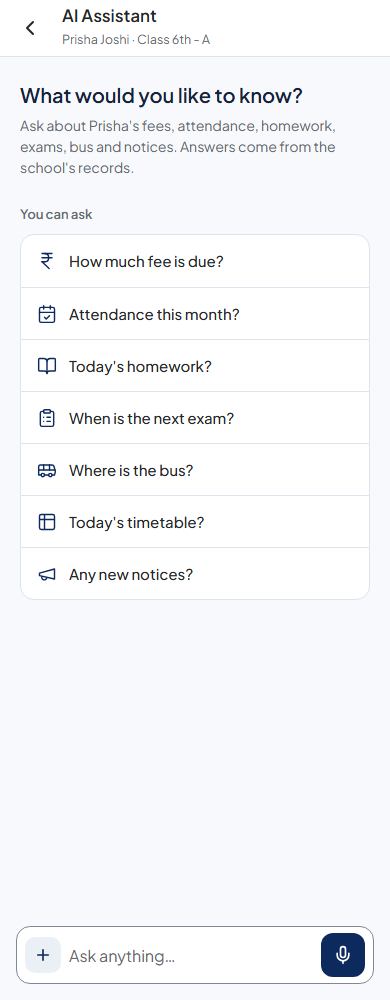 AI Assistant
Prisha Joshi · Class 6th - A
What would you like to know?
Ask about Prisha's fees, attendance, homework,
exams, bus and notices. Answers come from the
school's records.
You can ask
How much fee is due?
Attendance this month?
Today's homework?
When is the next exam?
Where is the bus?
Today's timetable?
Any new notices?
Ask anything...